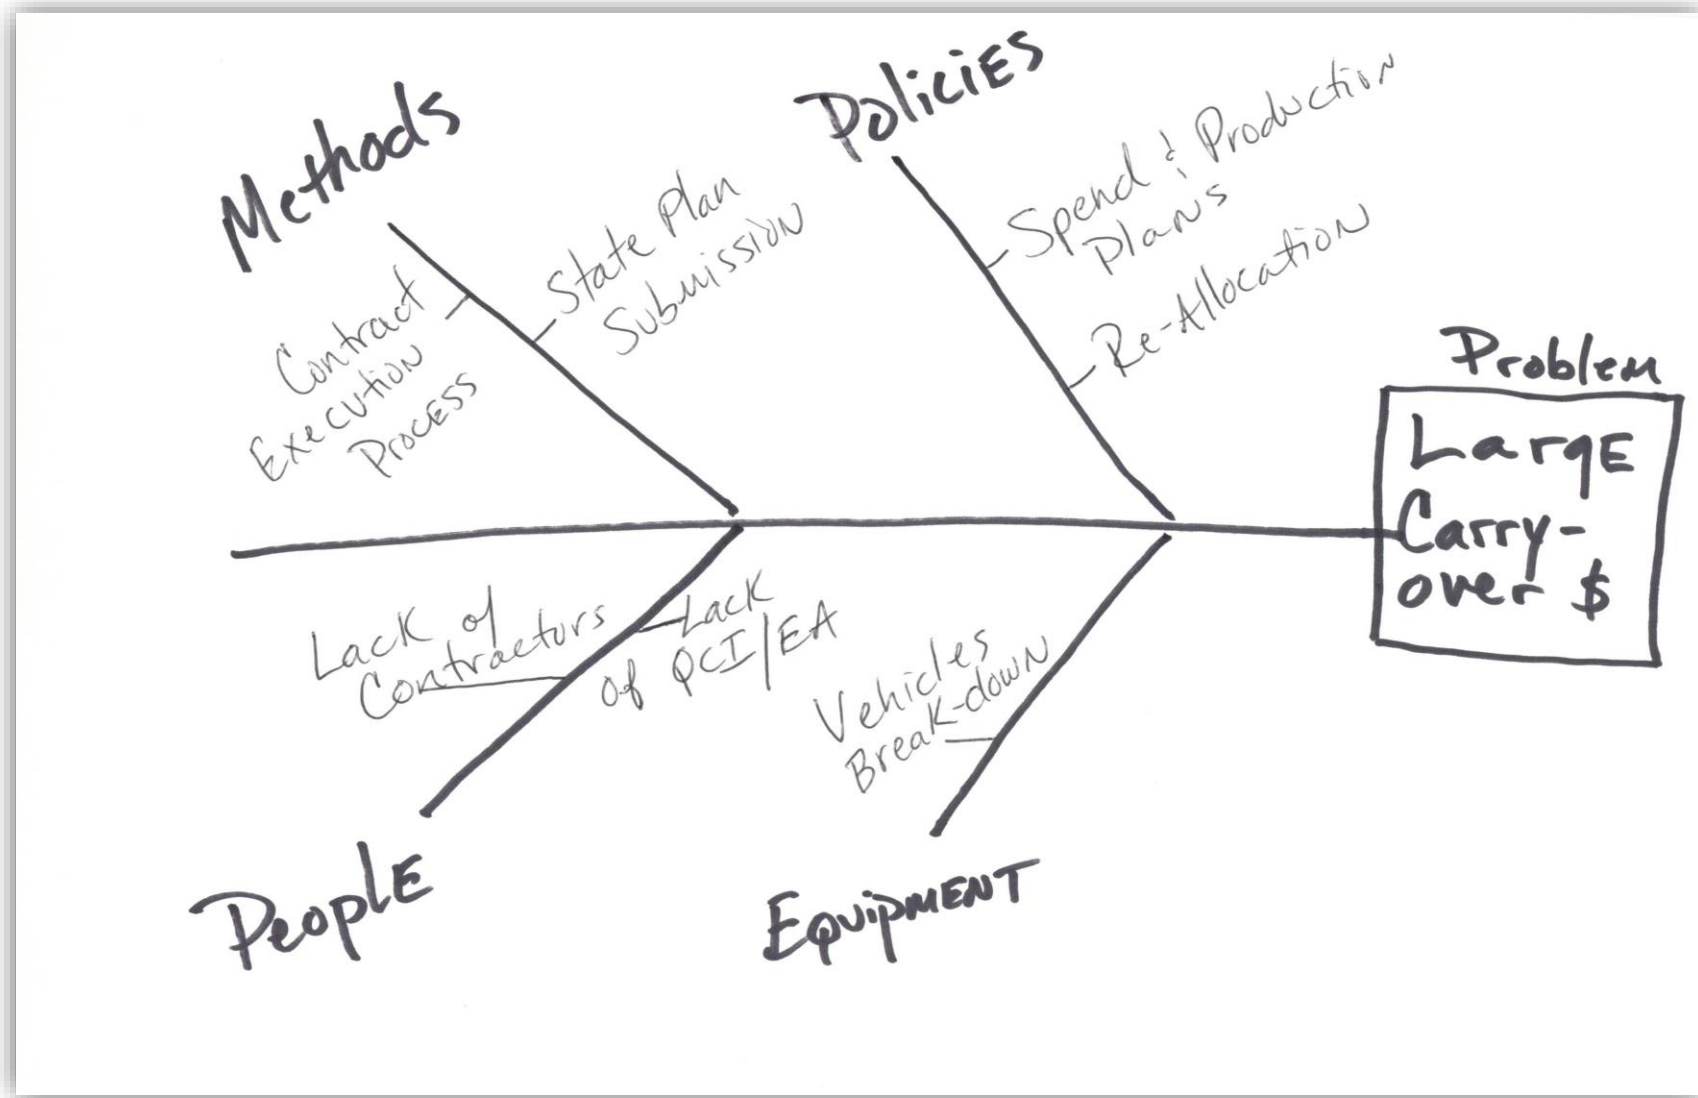 Methods
Contract
Execution
Process
State Plan
Submission
Policies
Spend & Production
Plans
Re-Allocation
Problem
Large
Carry-
over $
Lack of
Contractors
Lack
of QCI/EA
People
Vehicles
Break-down
Equipment